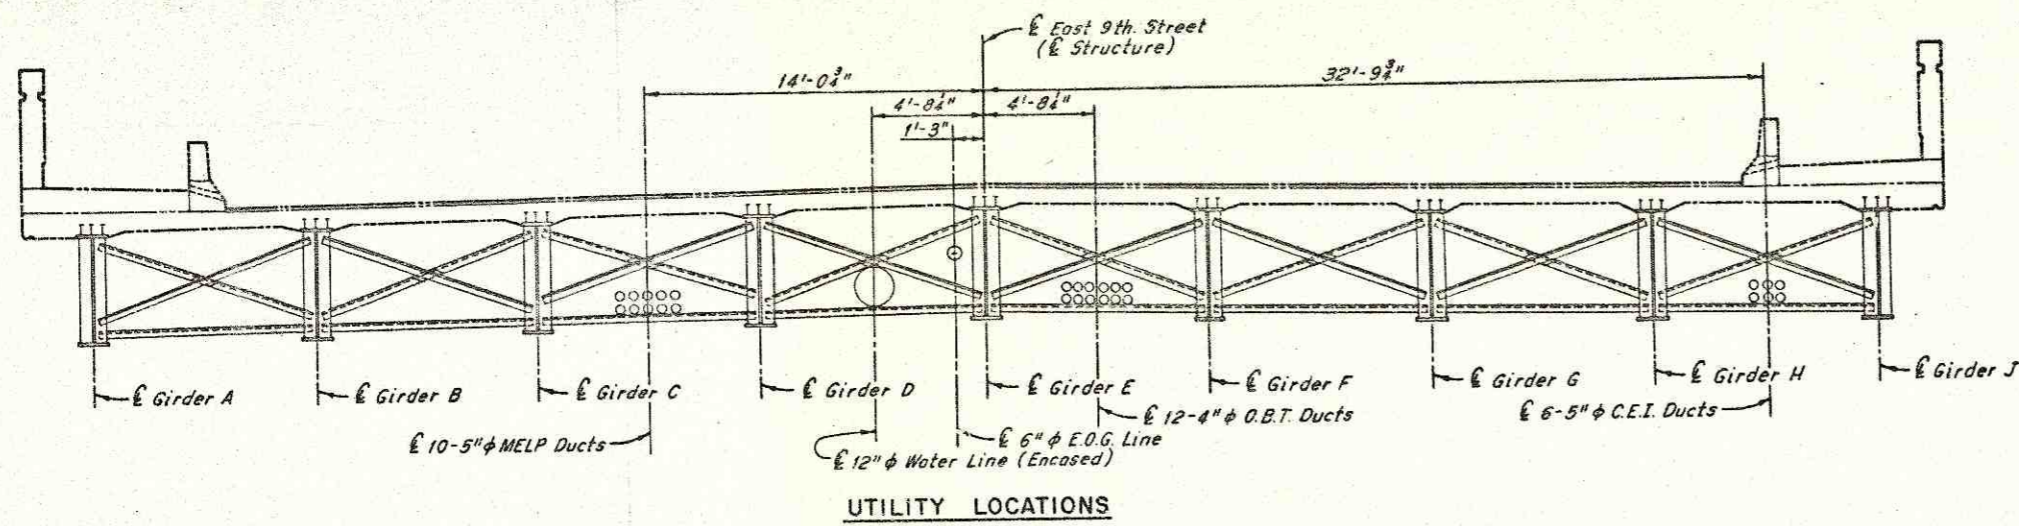 ℄ East 9th. Street
(℄ Structure)
14'-0¾"
32'-9¾"
4'-8¼"
4'-8¼"
1'-3"
℄ Girder A
℄ Girder B
℄ Girder C
℄ Girder D
℄ Girder E
℄ Girder F
℄ Girder G
℄ Girder H
℄ Girder J
℄ 10-5"ϕ MELP Ducts
℄ 12"ϕ Water Line (Encased)
℄ 6"ϕ E.O.G. Line
℄ 12-4"ϕ O.B.T. Ducts
℄ 6-5"ϕ C.E.I. Ducts
UTILITY LOCATIONS